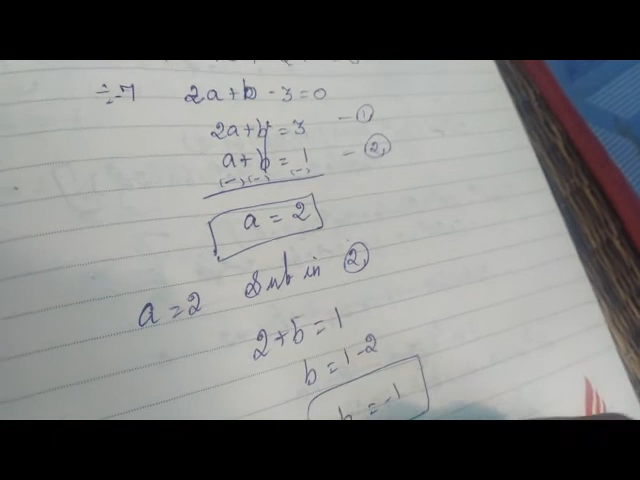 ÷-7 2a+b-3=0
2a+b=3 -①
a+b=1 -②
(-) (-) (-)
a=2
a=2 Sub in ②
2+b=1
b=1-2
b=-1